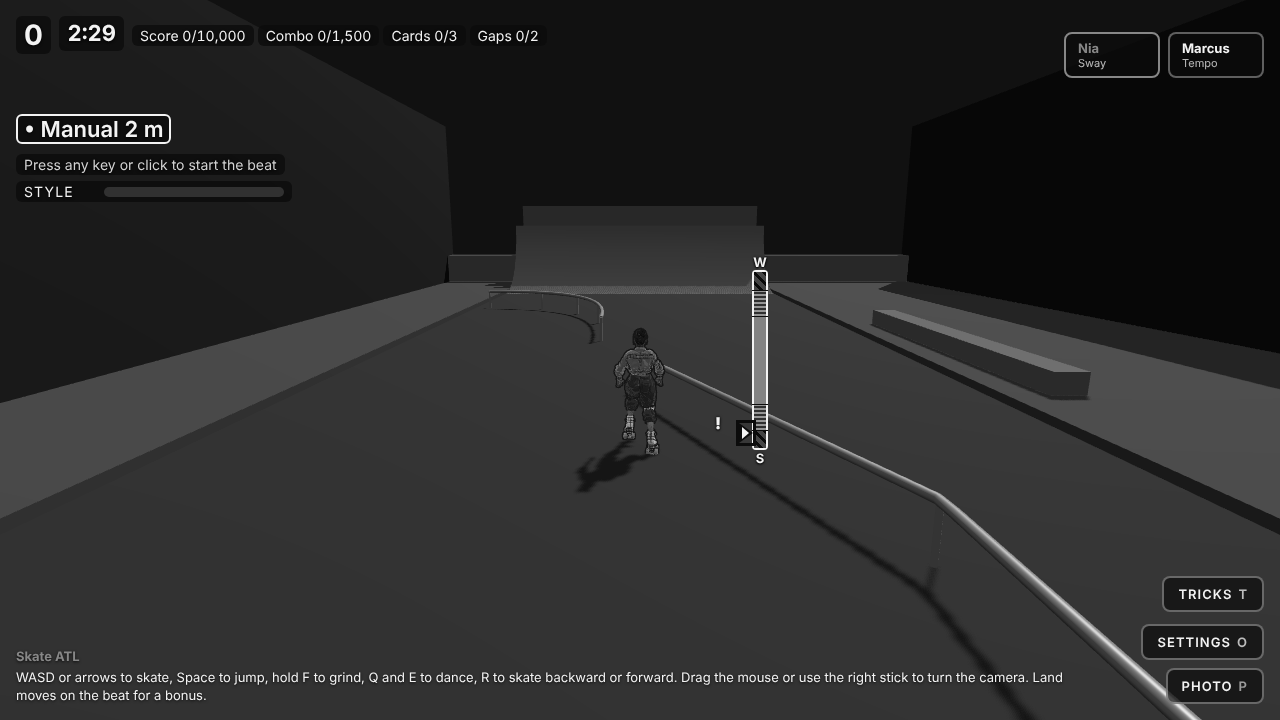 0
2:29
Score 0/10,000
Combo 0/1,500
Cards 0/3
Gaps 0/2
Nia
Sway
Marcus
Tempo
• Manual 2 m
Press any key or click to start the beat
STYLE
W
!
S
TRICKS T
SETTINGS O
PHOTO P
Skate ATL
WASD or arrows to skate, Space to jump, hold F to grind, Q and E to dance, R to skate backward or forward. Drag the mouse or use the right stick to turn the camera. Land
moves on the beat for a bonus.